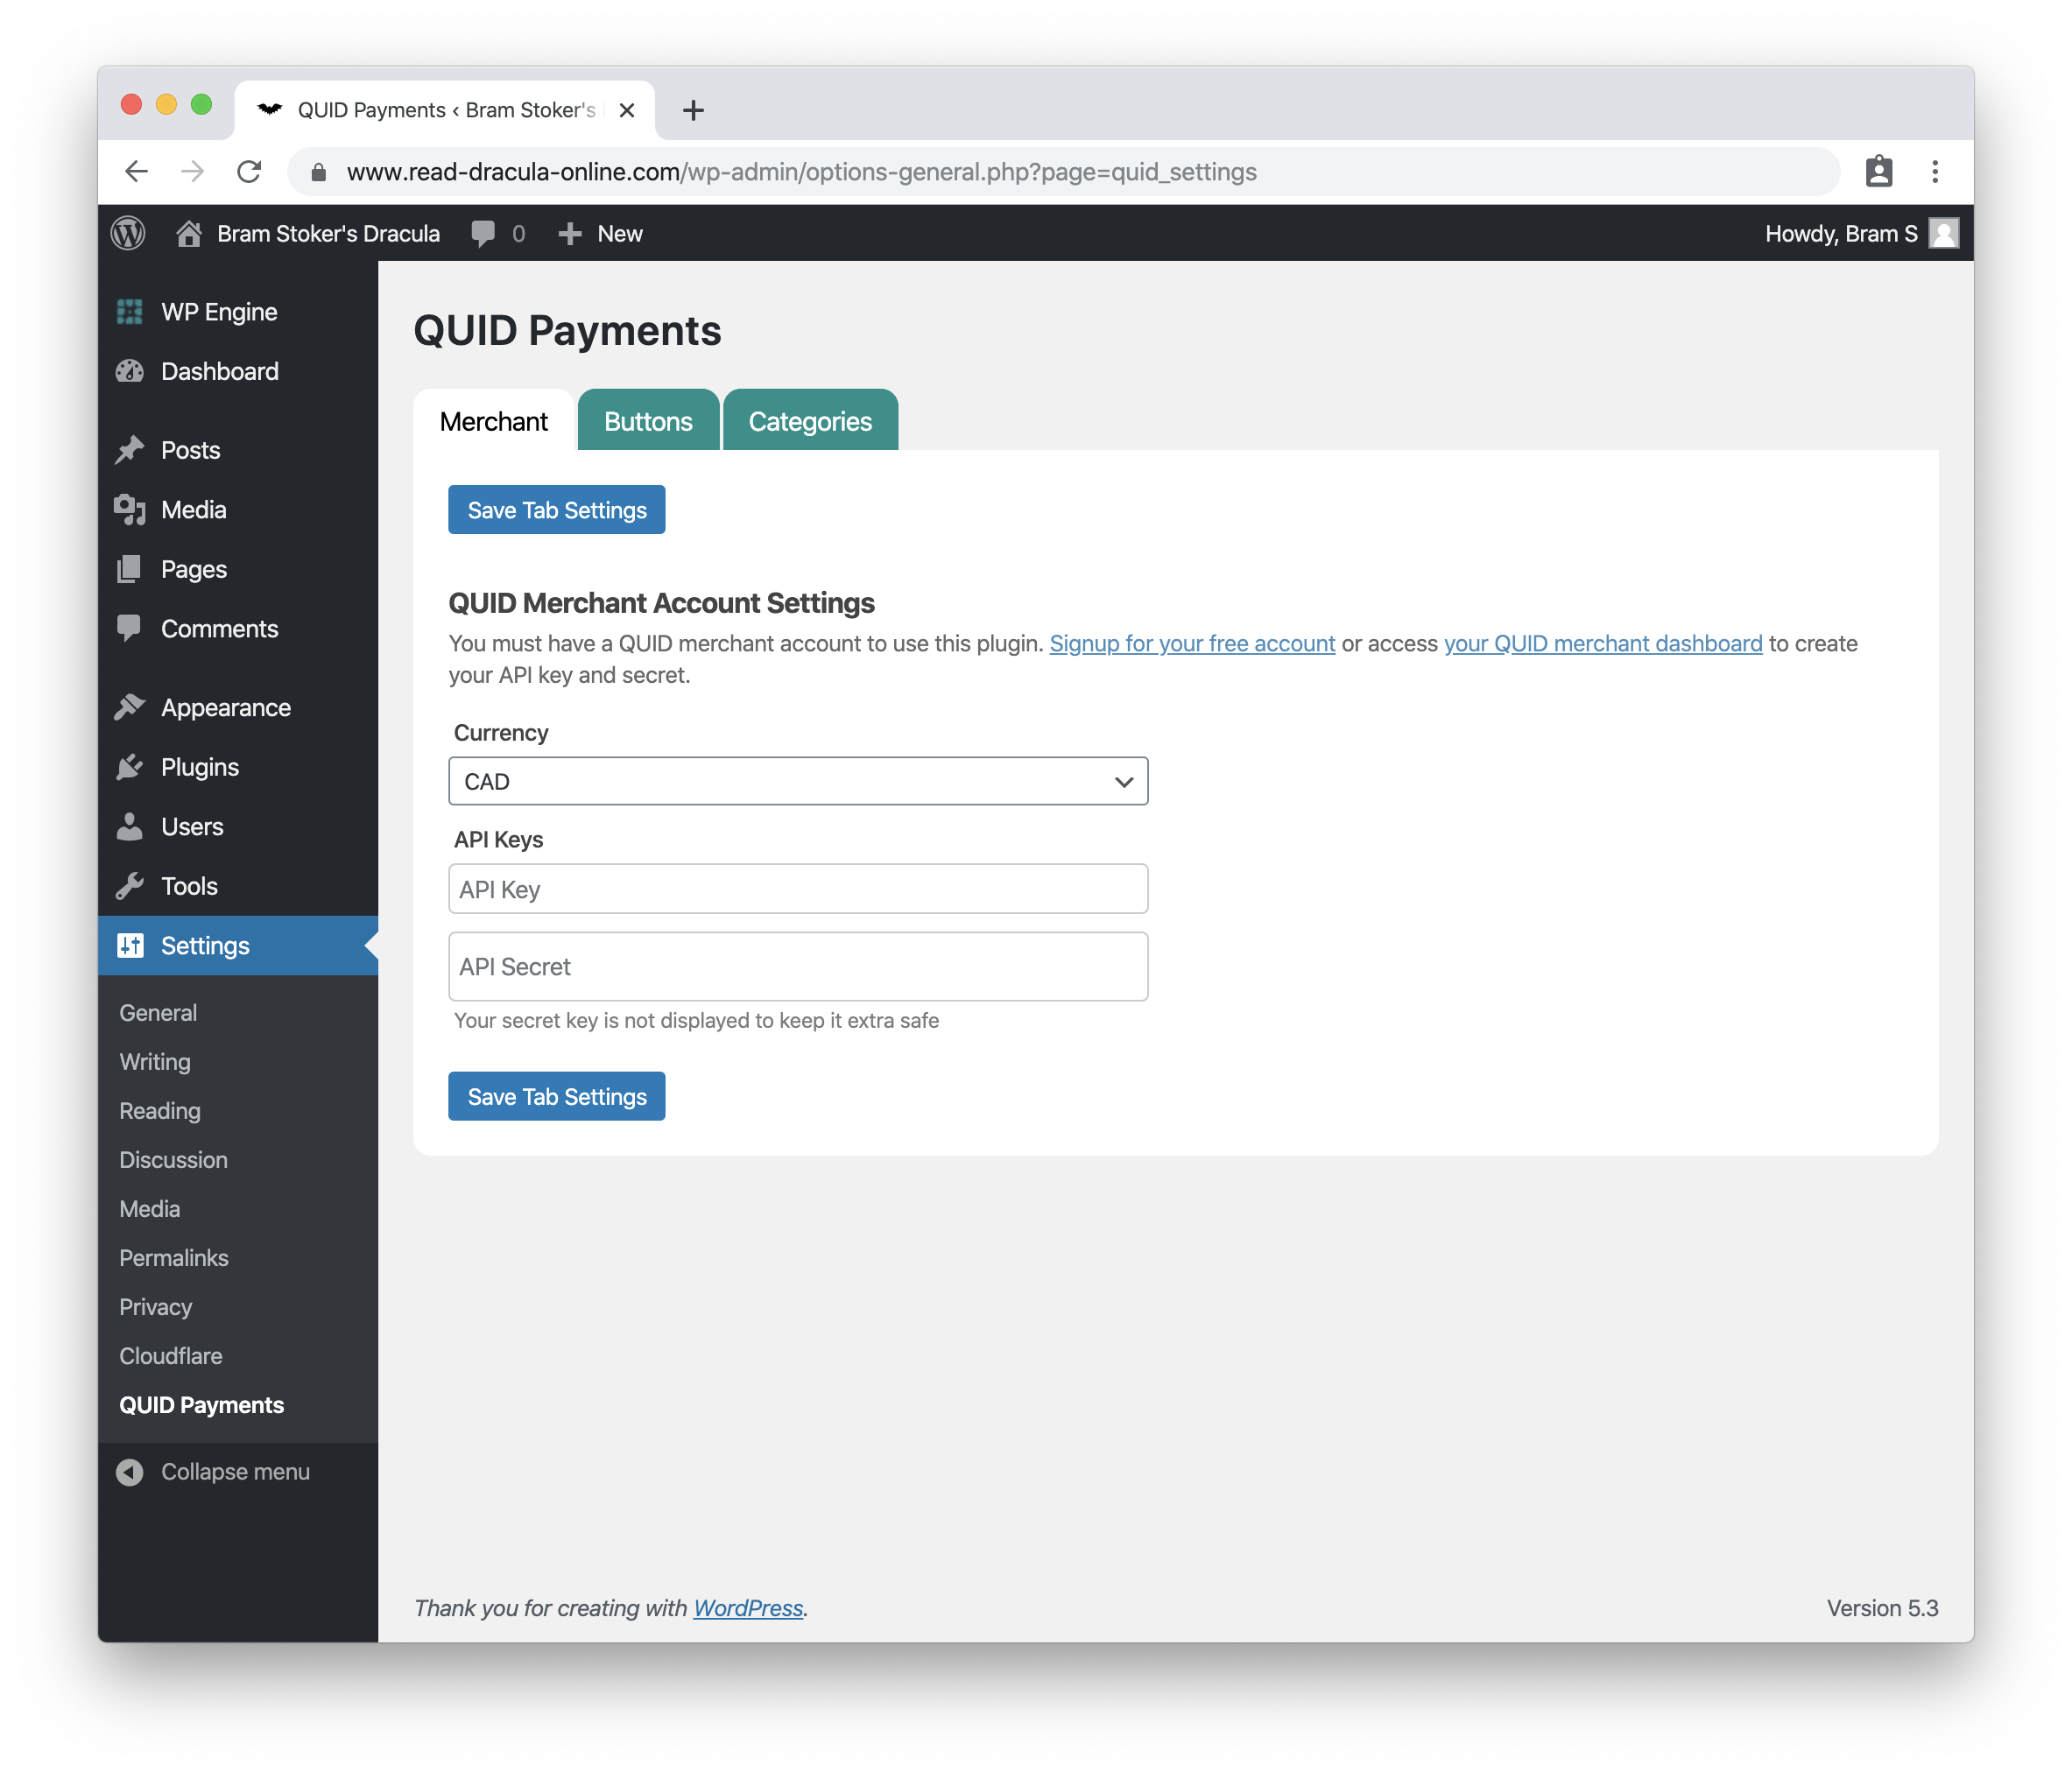 QUID Payments ‹ Bram Stoker's
www.read-dracula-online.com/wp-admin/options-general.php?page=quid_settings
Bram Stoker's Dracula 0 New Howdy, Bram S
WP Engine
Dashboard
Posts
Media
Pages
Comments
Appearance
Plugins
Users
Tools
Settings
General
Writing
Reading
Discussion
Media
Permalinks
Privacy
Cloudflare
QUID Payments
Collapse menu
QUID Payments
Merchant Buttons Categories
Save Tab Settings
QUID Merchant Account Settings
You must have a QUID merchant account to use this plugin. Signup for your free account or access your QUID merchant dashboard to create
your API key and secret.
Currency
CAD
API Keys
API Key
API Secret
Your secret key is not displayed to keep it extra safe
Save Tab Settings
Thank you for creating with WordPress. Version 5.3